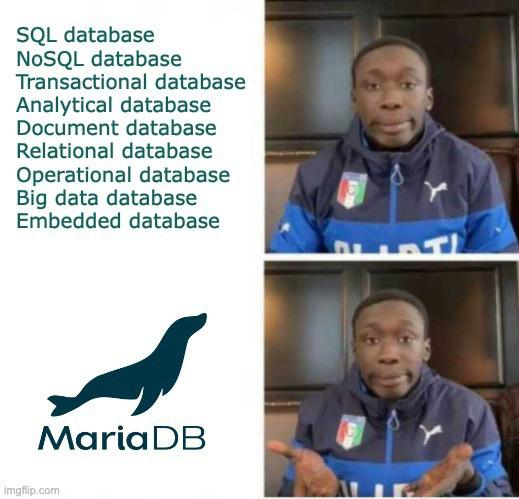 SQL database
NoSQL database
Transactional database
Analytical database
Document database
Relational database
Operational database
Big data database
Embedded database
MariaDB
imgflip.com